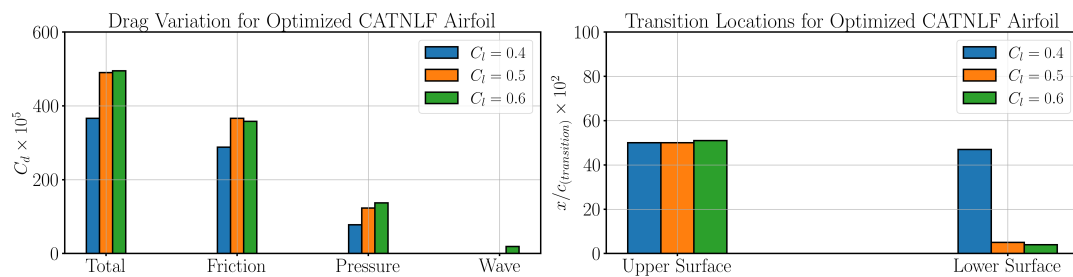 Drag Variation for Optimized CATNLF Airfoil
600
400
200
0
C_d × 10^5
C_l = 0.4
C_l = 0.5
C_l = 0.6
Total Friction Pressure Wave
Transition Locations for Optimized CATNLF Airfoil
100
80
60
40
20
0
x/c_(transition) × 10^2
C_l = 0.4
C_l = 0.5
C_l = 0.6
Upper Surface Lower Surface